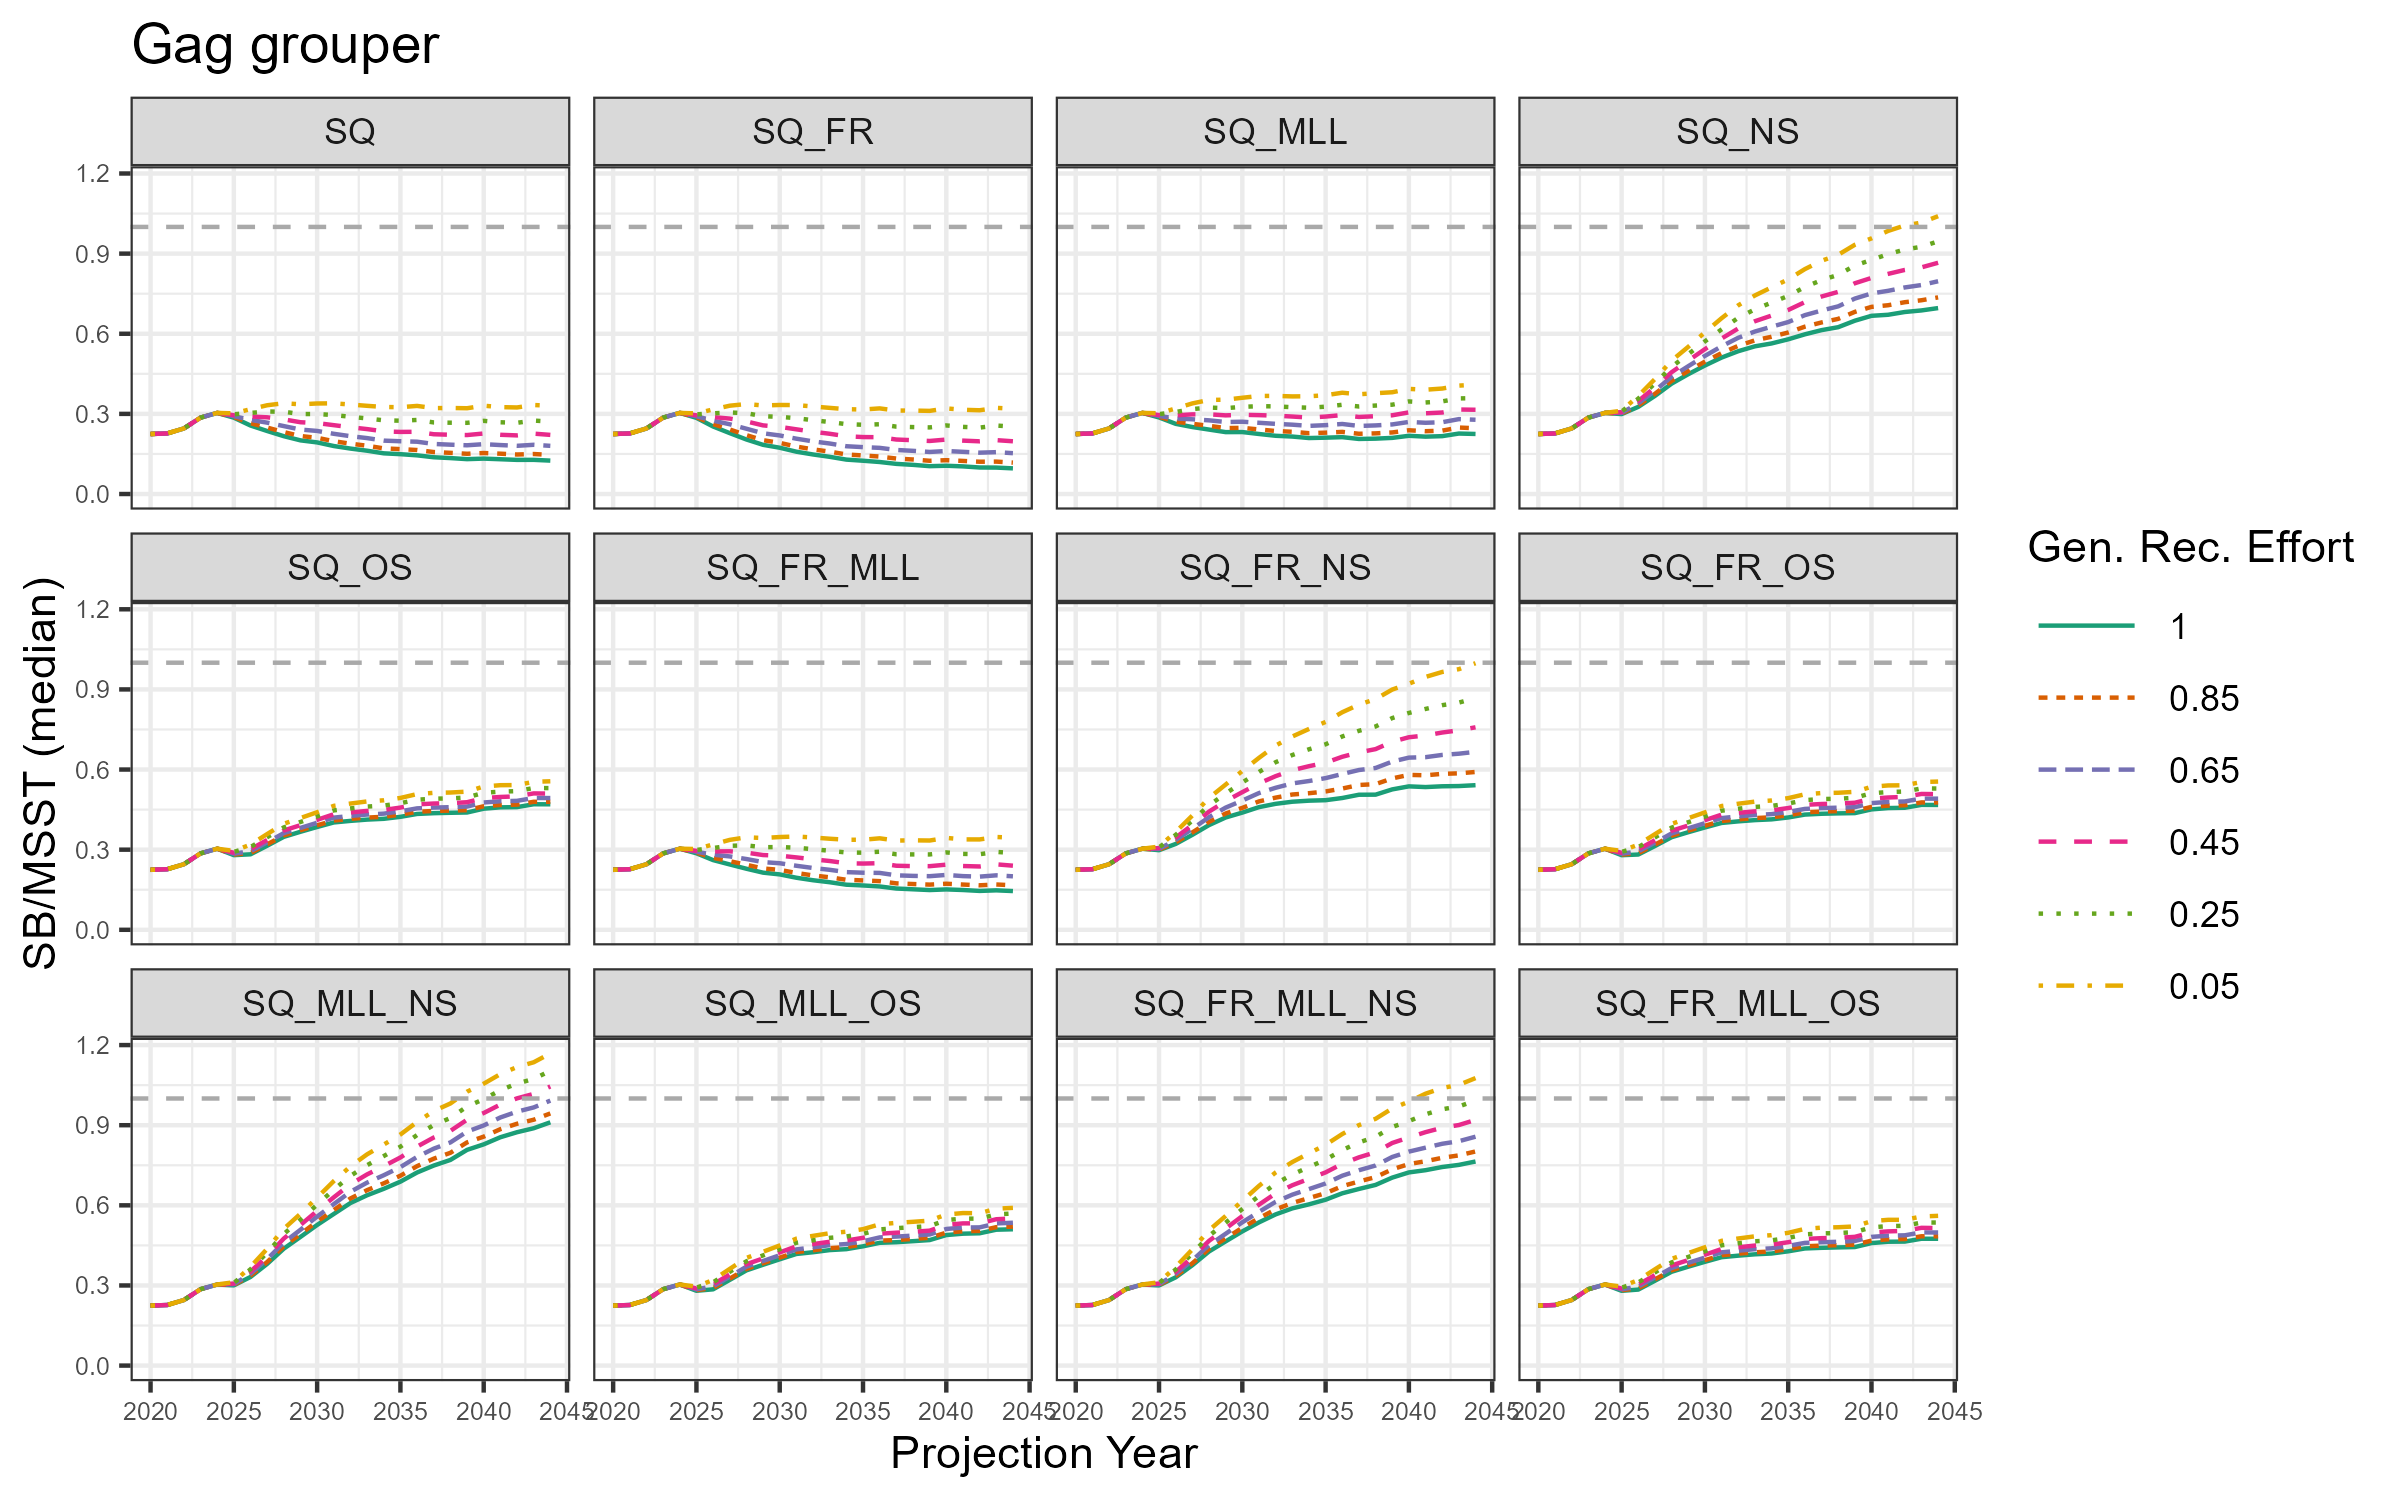 Gag grouper
SQ
SQ_FR
SQ_MLL
SQ_NS
1.2
0.9
0.6
0.3
0.0
SQ_OS
SQ_FR_MLL
SQ_FR_NS
SQ_FR_OS
1.2
0.9
0.6
0.3
0.0
SQ_MLL_NS
SQ_MLL_OS
SQ_FR_MLL_NS
SQ_FR_MLL_OS
1.2
0.9
0.6
0.3
0.0
2020 2025 2030 2035 2040 2045
2020 2025 2030 2035 2040 2045
2020 2025 2030 2035 2040 2045
2020 2025 2030 2035 2040 2045
Projection Year
SB/MSST (median)
Gen. Rec. Effort
1
0.85
0.65
0.45
0.25
0.05